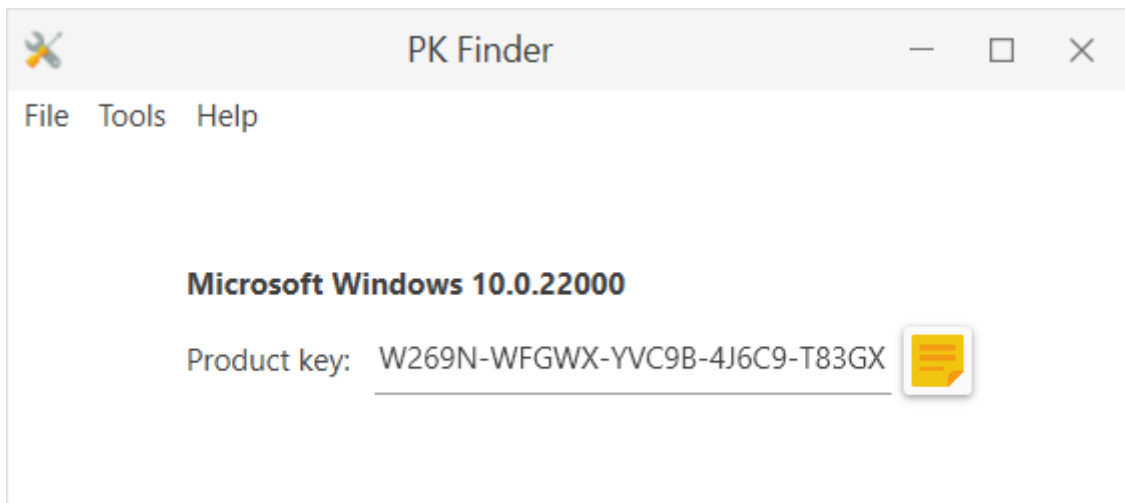 PK Finder
File Tools Help
Microsoft Windows 10.0.22000
Product key: W269N-WFGWX-YVC9B-4J6C9-T83GX